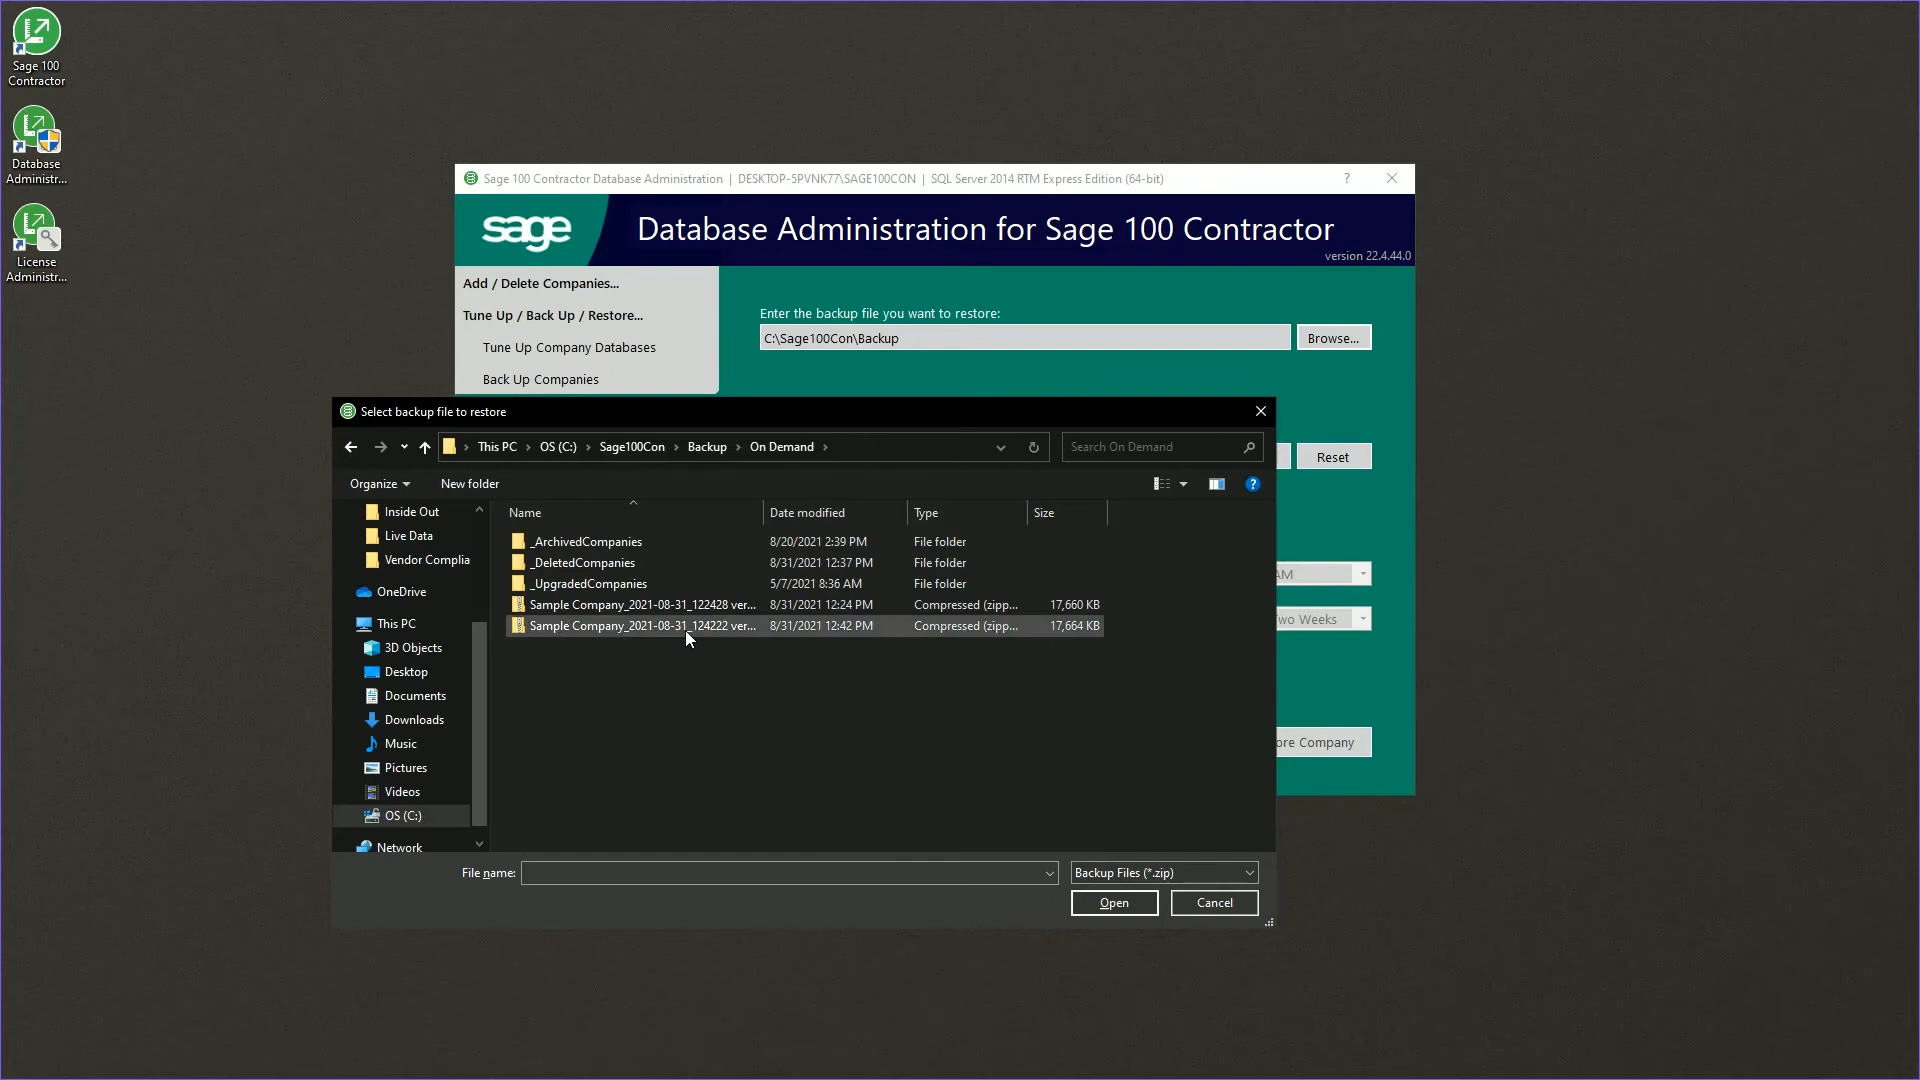 Sage 100
Contractor
Database
Administr...
License
Administr...
Sage 100 Contractor Database Administration | DESKTOP-5PVNK77\SAGE100CON | SQL Server 2014 RTM Express Edition (64-bit)
?
sage
Database Administration for Sage 100 Contractor
version 22.4.44.0
Add / Delete Companies...
Tune Up / Back Up / Restore...
Tune Up Company Databases
Back Up Companies
Enter the backup file you want to restore:
C:\Sage100Con\Backup
Browse...
Reset
AM
wo Weeks
ore Company
Select backup file to restore
This PC
OS (C:)
Sage100Con
Backup
On Demand
Search On Demand
Organize
New folder
?
Inside Out
Live Data
Vendor Complia
OneDrive
This PC
3D Objects
Desktop
Documents
Downloads
Music
Pictures
Videos
OS (C:)
Network
Name Date modified Type Size
_ArchivedCompanies 8/20/2021 2:39 PM File folder
_DeletedCompanies 8/31/2021 12:37 PM File folder
_UpgradedCompanies 5/7/2021 8:36 AM File folder
Sample Company_2021-08-31_122428 ver... 8/31/2021 12:24 PM Compressed (zipp... 17,660 KB
Sample Company_2021-08-31_124222 ver... 8/31/2021 12:42 PM Compressed (zipp... 17,664 KB
File name:
Backup Files (*.zip)
Open
Cancel